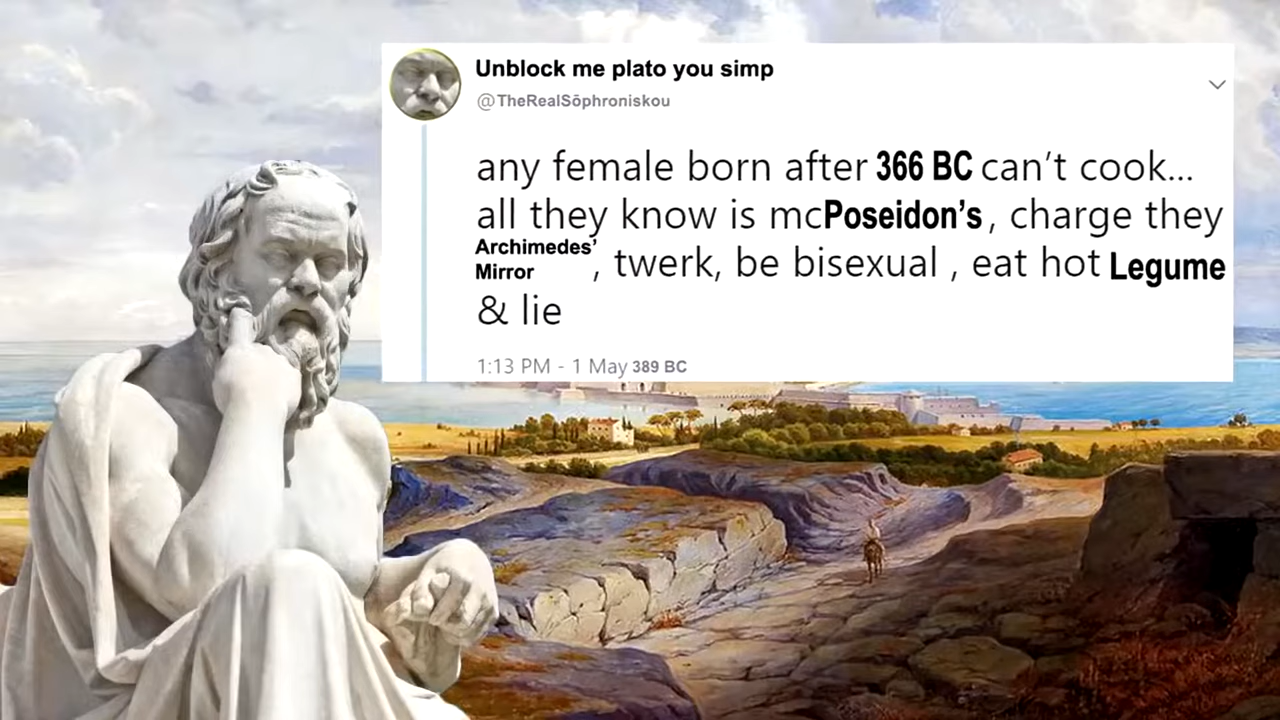 Unblock me plato you simp
@TheRealSōphroniskou
any female born after 366 BC can't cook...
all they know is mcPoseidon's, charge they
Archimedes'
Mirror , twerk, be bisexual , eat hot Legume
& lie
1:13 PM - 1 May 389 BC